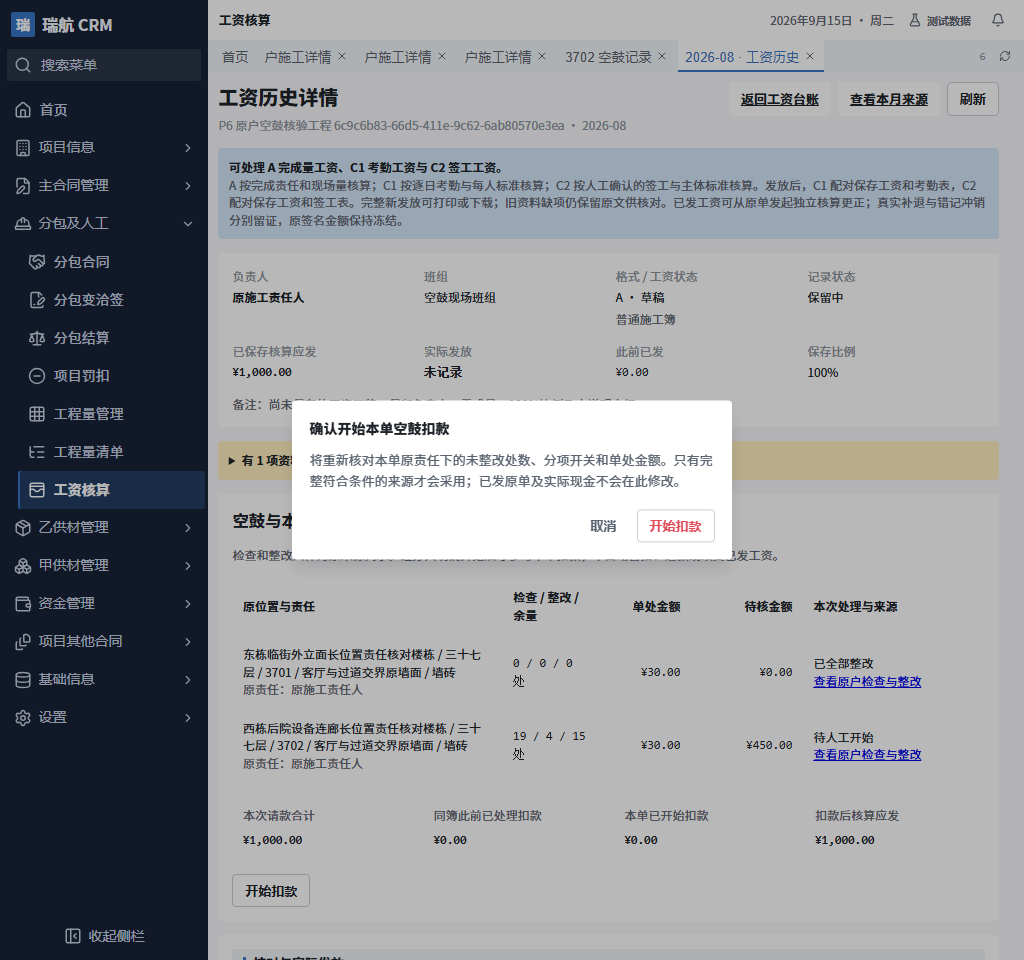 瑞 瑞航 CRM
搜索菜单
首页
项目信息
主合同管理
分包及人工
分包合同
分包变洽签
分包结算
项目罚扣
工程量管理
工程量清单
工资核算
乙供材管理
甲供材管理
资金管理
项目其他合同
基础信息
设置
收起侧栏
工资核算
2026年9月15日 · 周二 测试数据
首页 户施工详情 × 户施工详情 × 户施工详情 × 3702 空鼓记录 × 2026-08 · 工资历史 × 6
工资历史详情
返回工资台账 查看本月来源 刷新
P6 原户空鼓核验工程 6c9c6b83-66d5-411e-9c62-6ab80570e3ea · 2026-08
可处理 A 完成量工资、C1 考勤工资与 C2 签工工资。
A 按完成责任和现场量核算；C1 按逐日考勤与每人标准核算；C2 按人工确认的签工与主体标准核算。发放后，C1 配对保存工资和考勤表，C2
配对保存工资和签工表。完整新发放可打印或下载；旧资料缺项仍保留原文供核对。已发工资可从原单发起独立核算更正；真实补退与错记冲销
分别留证，原签名金额保持冻结。
负责人 班组 格式 / 工资状态 记录状态
原施工责任人 空鼓现场班组 A · 草稿 保留中
普通施工簿
已保存核算应发 实际发放 此前已发 保存比例
¥1,000.00 未记录 ¥0.00 100%
备注：尚未
确认开始本单空鼓扣款
将重新核对本单原责任下的未整改处数、分项开关和单处金额。只有完
整符合条件的来源才会采用；已发原单及实际现金不会在此修改。
取消 开始扣款
有 1 项资
空鼓与本
检查和整改 已发工资。
原位置与责任 检查 / 整改 / 余量 单处金额 待核金额 本次处理与来源
东栋临街外立面长位置责任核对楼栋 / 三十七
层 / 3701 / 客厅与过道交界原墙面 / 墙砖
原责任：原施工责任人
0 / 0 / 0
处
¥30.00 ¥0.00
已全部整改
查看原户检查与整改
西栋后院设备连廊长位置责任核对楼栋 / 三十
七层 / 3702 / 客厅与过道交界原墙面 / 墙砖
原责任：原施工责任人
19 / 4 / 15
处
¥30.00 ¥450.00
待人工开始
查看原户检查与整改
本次请款合计 同簿此前已处理扣款 本单已开始扣款 扣款后核算应发
¥1,000.00 ¥0.00 ¥0.00 ¥1,000.00
开始扣款